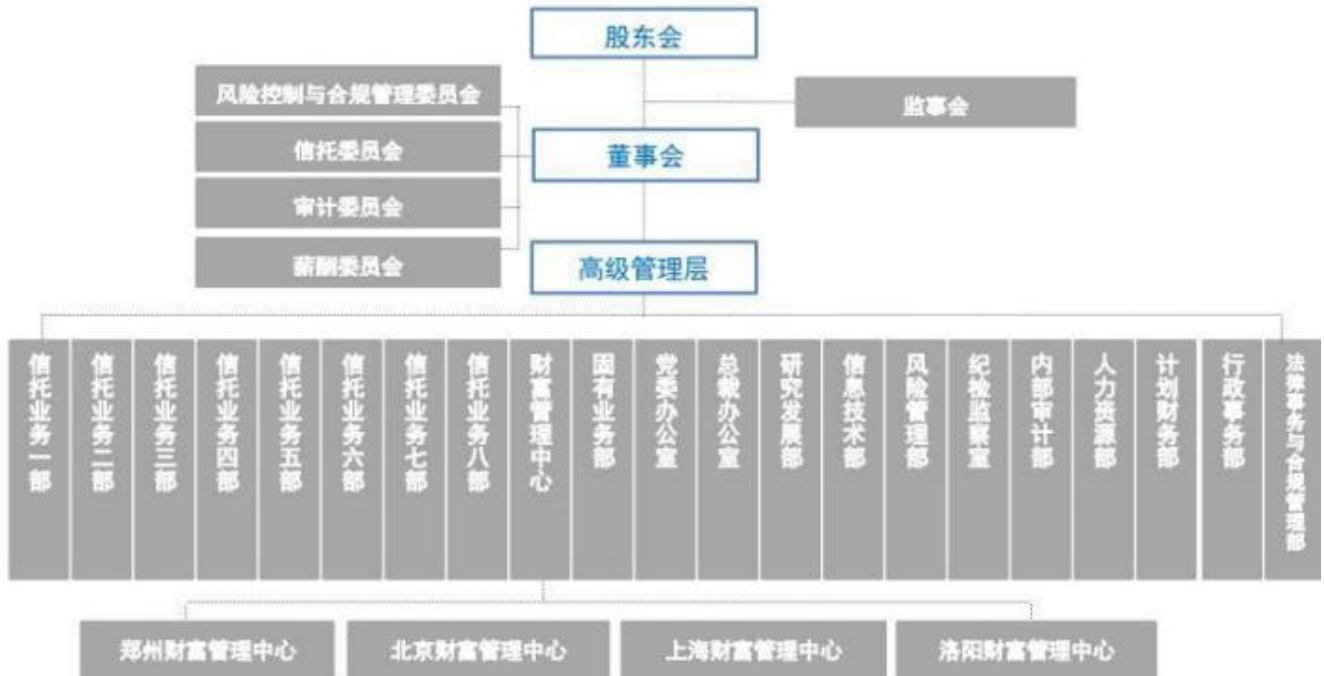 股东会
风险控制与合规管理委员会
监事会
信托委员会
董事会
审计委员会
薪酬委员会
高级管理层
信托业务一部
信托业务二部
信托业务三部
信托业务四部
信托业务五部
信托业务六部
信托业务七部
信托业务八部
财富管理中心
固有业务部
党委办公室
总裁办公室
研究发展部
信息技术部
风险管理部
纪检监察室
内部审计部
人力资源部
计划财务部
行政事务部
法律事务与合规管理部
郑州财富管理中心
北京财富管理中心
上海财富管理中心
洛阳财富管理中心